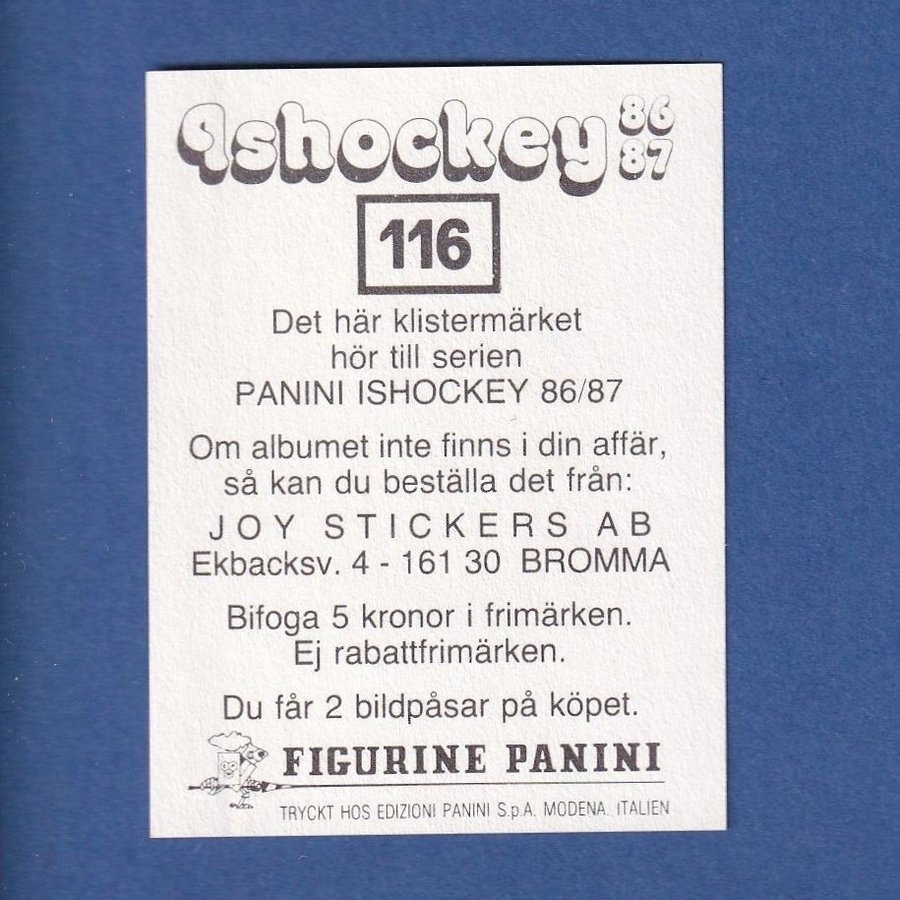 Ishockey 86
87
116
Det här klistermärket
hör till serien
PANINI ISHOCKEY 86/87
Om albumet inte finns i din affär,
så kan du beställa det från:
JOY STICKERS AB
Ekbacksv. 4 - 161 30 BROMMA
Bifoga 5 kronor i frimärken.
Ej rabattfrimärken.
Du får 2 bildpåsar på köpet.
FIGURINE PANINI
TRYCKT HOS EDIZIONI PANINI S.p.A. MODENA. ITALIEN